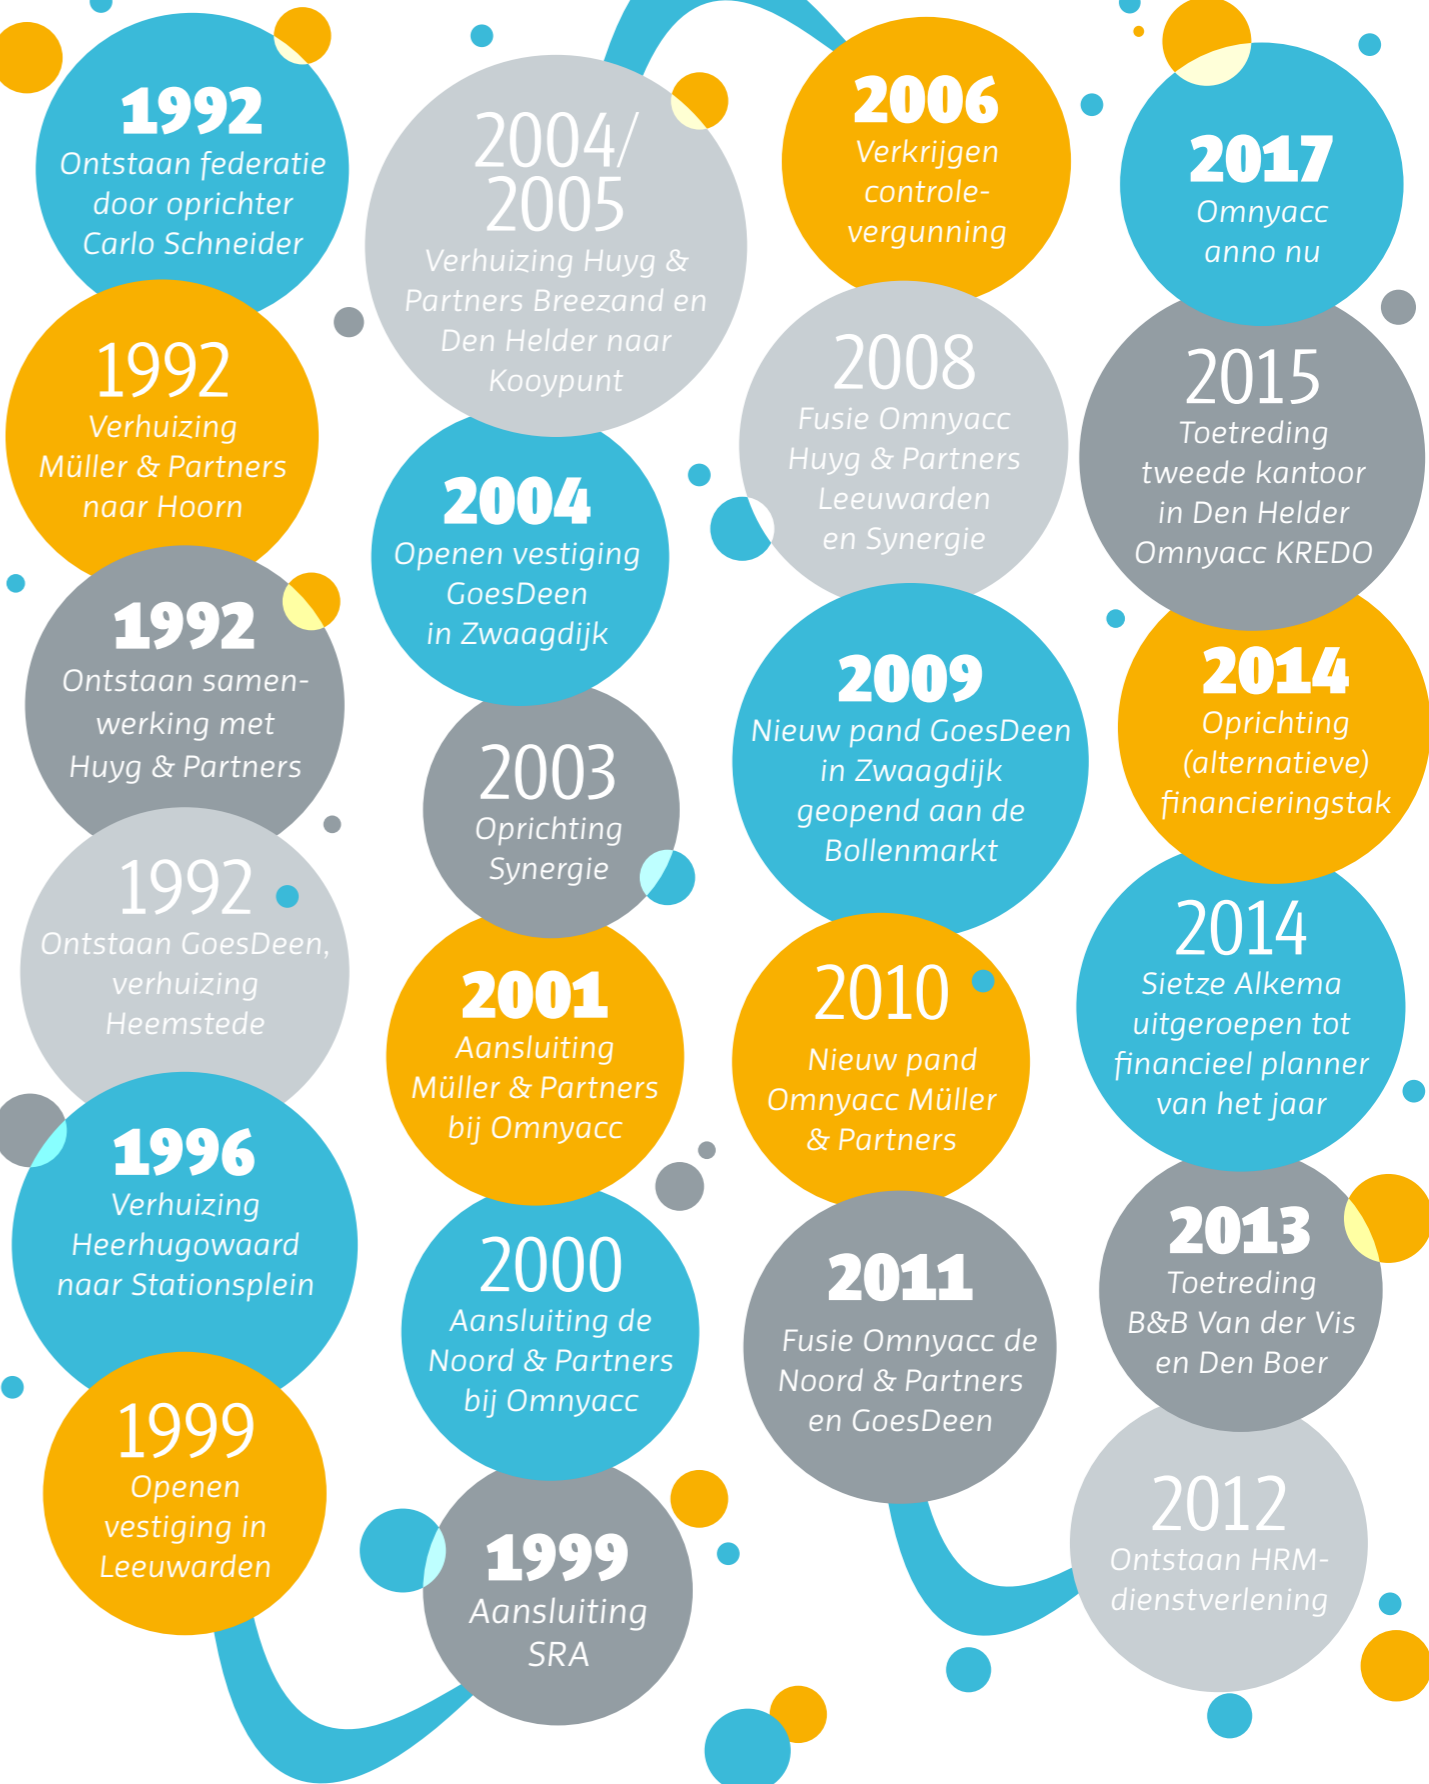 1992
Ontstaan federatie
door oprichter
Carlo Schneider
1992
Verhuizing
Müller & Partners
naar Hoorn
1992
Ontstaan samen-
werking met
Huyg & Partners
1992
Ontstaan GoesDeen,
verhuizing
Heemstede
1996
Verhuizing
Heerhugowaard
naar Stationsplein
1999
Openen
vestiging in
Leeuwarden
1999
Aansluiting
SRA
2000
Aansluiting de
Noord & Partners
bij Omnyacc
2001
Aansluiting
Müller & Partners
bij Omnyacc
2003
Oprichting
Synergie
2004
Openen vestiging
GoesDeen
in Zwaagdijk
2004/
2005
Verhuizing Huyg &
Partners Breezand en
Den Helder naar
Kooypunt
2006
Verkrijgen
controle-
vergunning
2008
Fusie Omnyacc
Huyg & Partners
Leeuwarden
en Synergie
2009
Nieuw pand GoesDeen
in Zwaagdijk
geopend aan de
Bollenmarkt
2010
Nieuw pand
Omnyacc Müller
& Partners
2011
Fusie Omnyacc de
Noord & Partners
en GoesDeen
2012
Ontstaan HRM-
dienstverlening
2013
Toetreding
B&B Van der Vis
en Den Boer
2014
Sietze Alkema
uitgeroepen tot
financieel planner
van het jaar
2014
Oprichting
(alternatieve)
financieringstak
2015
Toetreding
tweede kantoor
in Den Helder
Omnyacc KREDO
2017
Omnyacc
anno nu